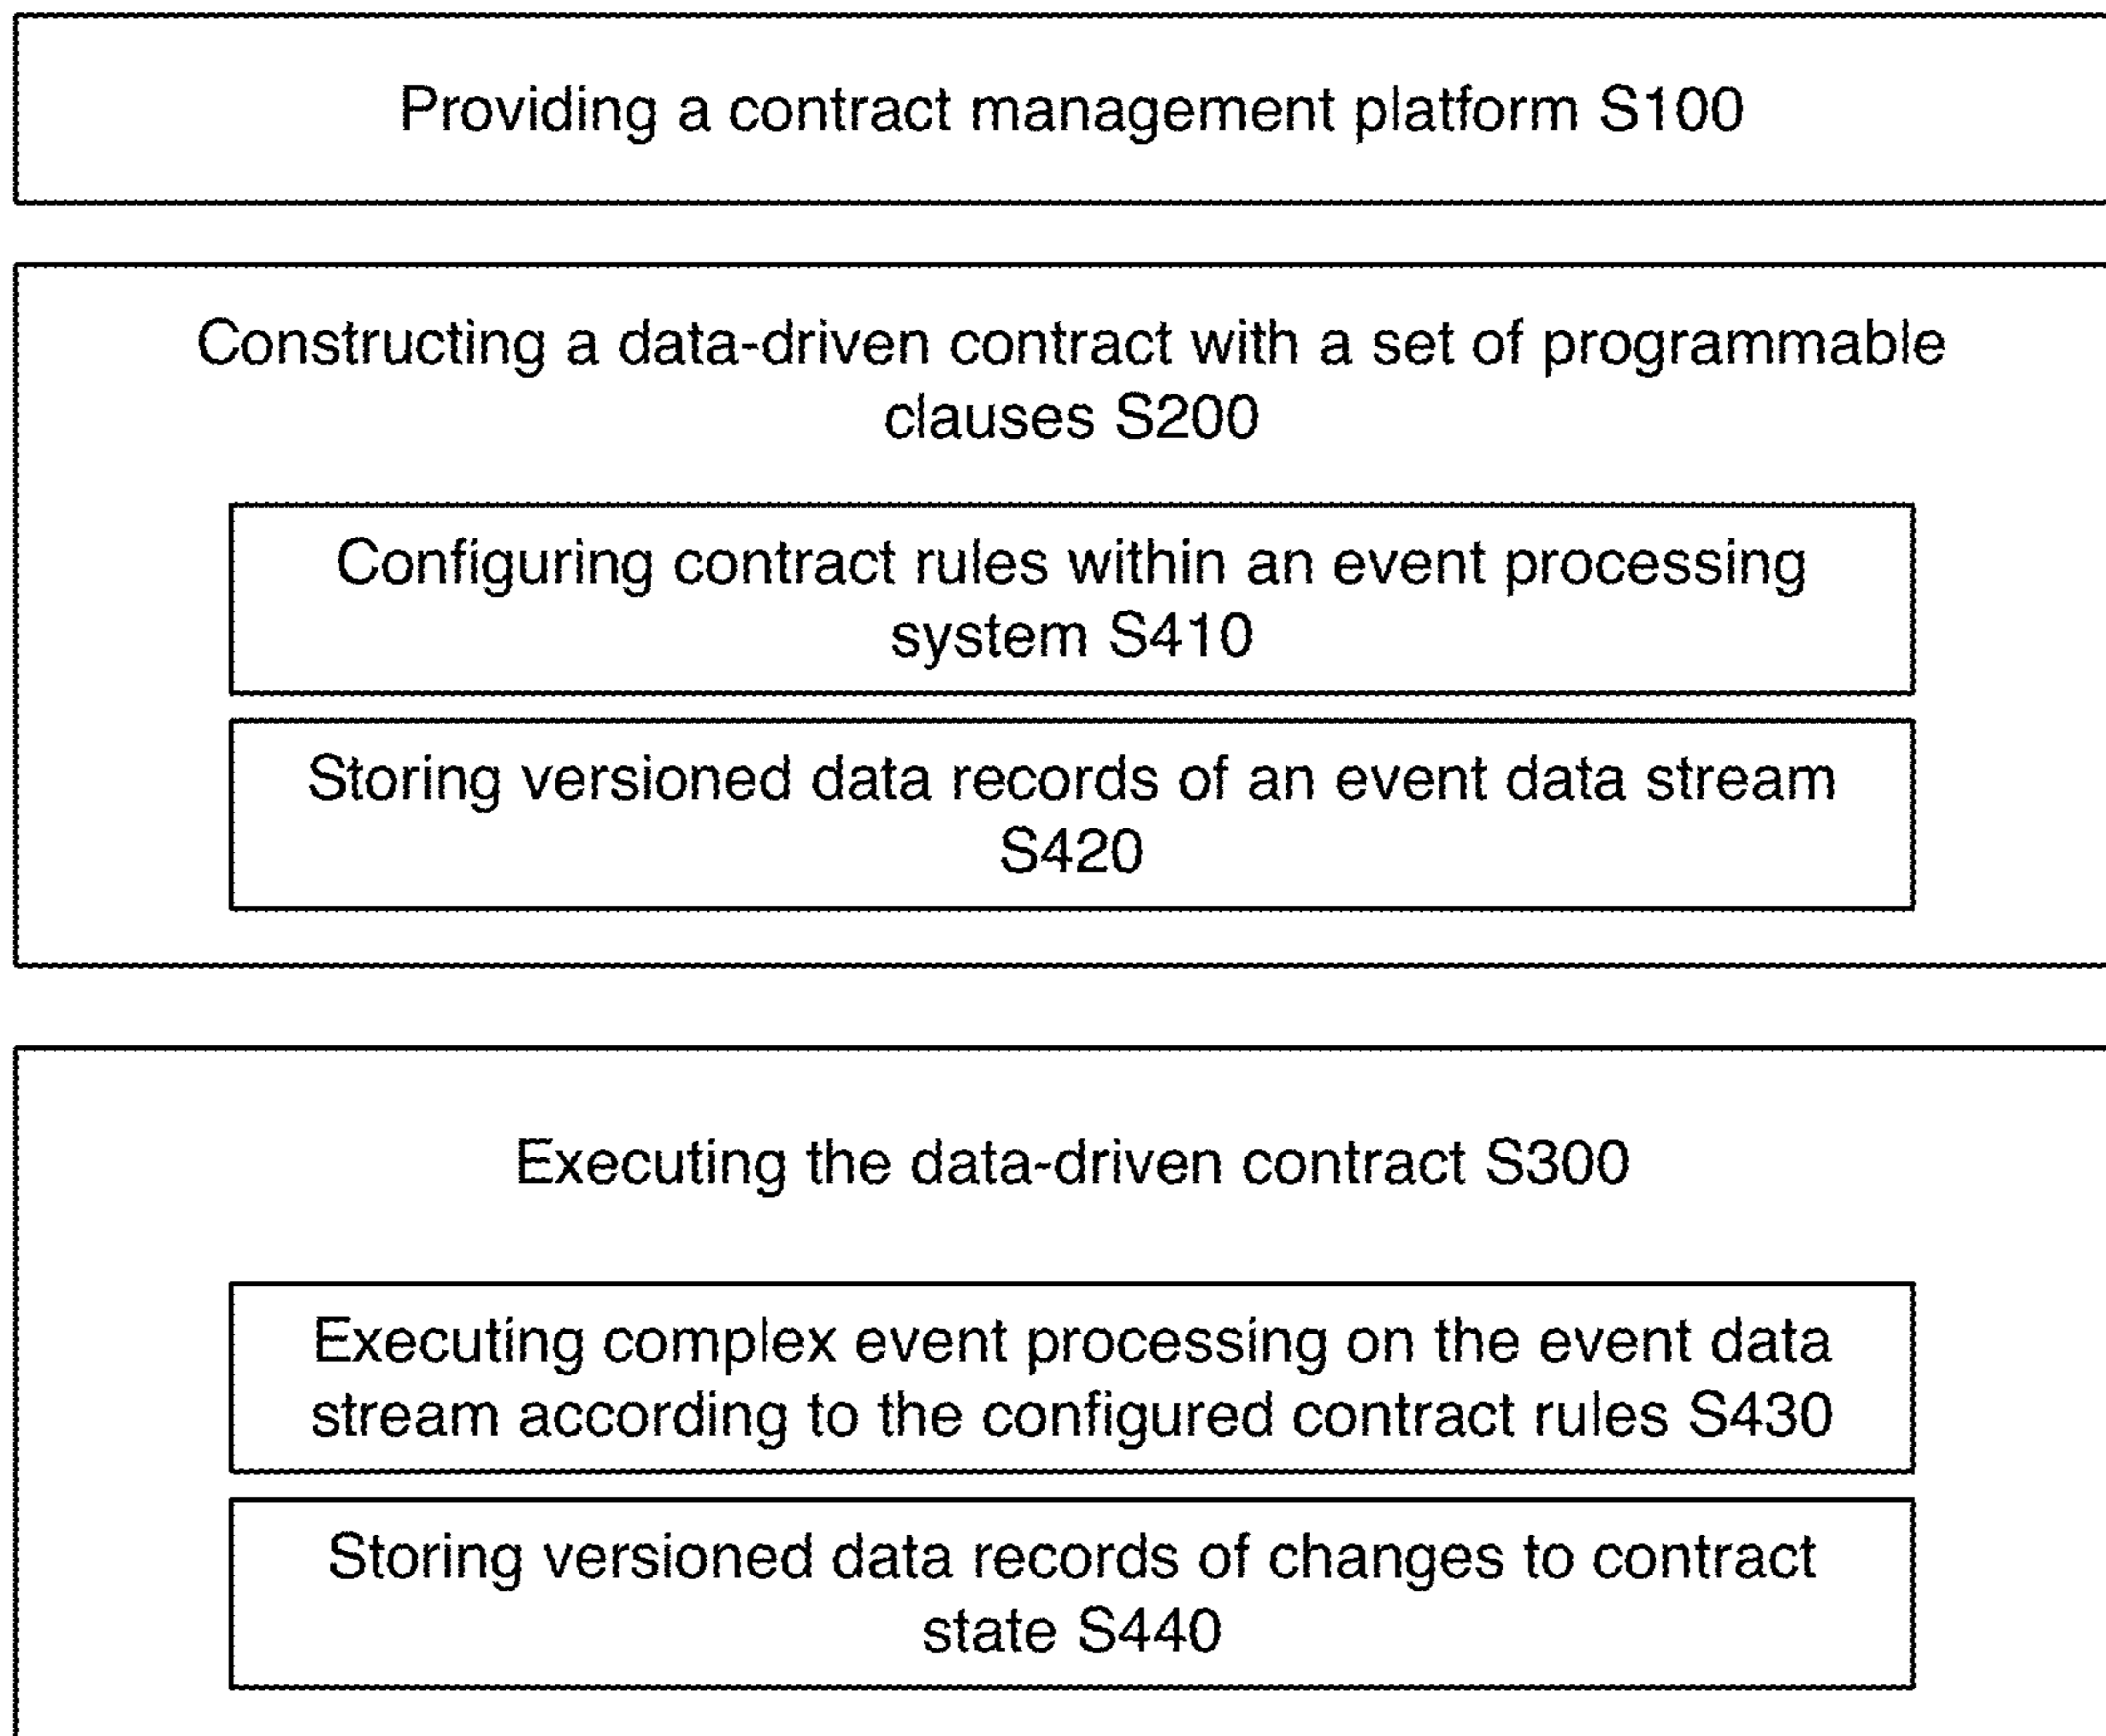 Providing a contract management platform S100
Constructing a data-driven contract with a set of programmable
clauses S200
Configuring contract rules within an event processing
system S410
Storing versioned data records of an event data stream
S420
Executing the data-driven contract S300
Executing complex event processing on the event data
stream according to the configured contract rules S430
Storing versioned data records of changes to contract
state S440